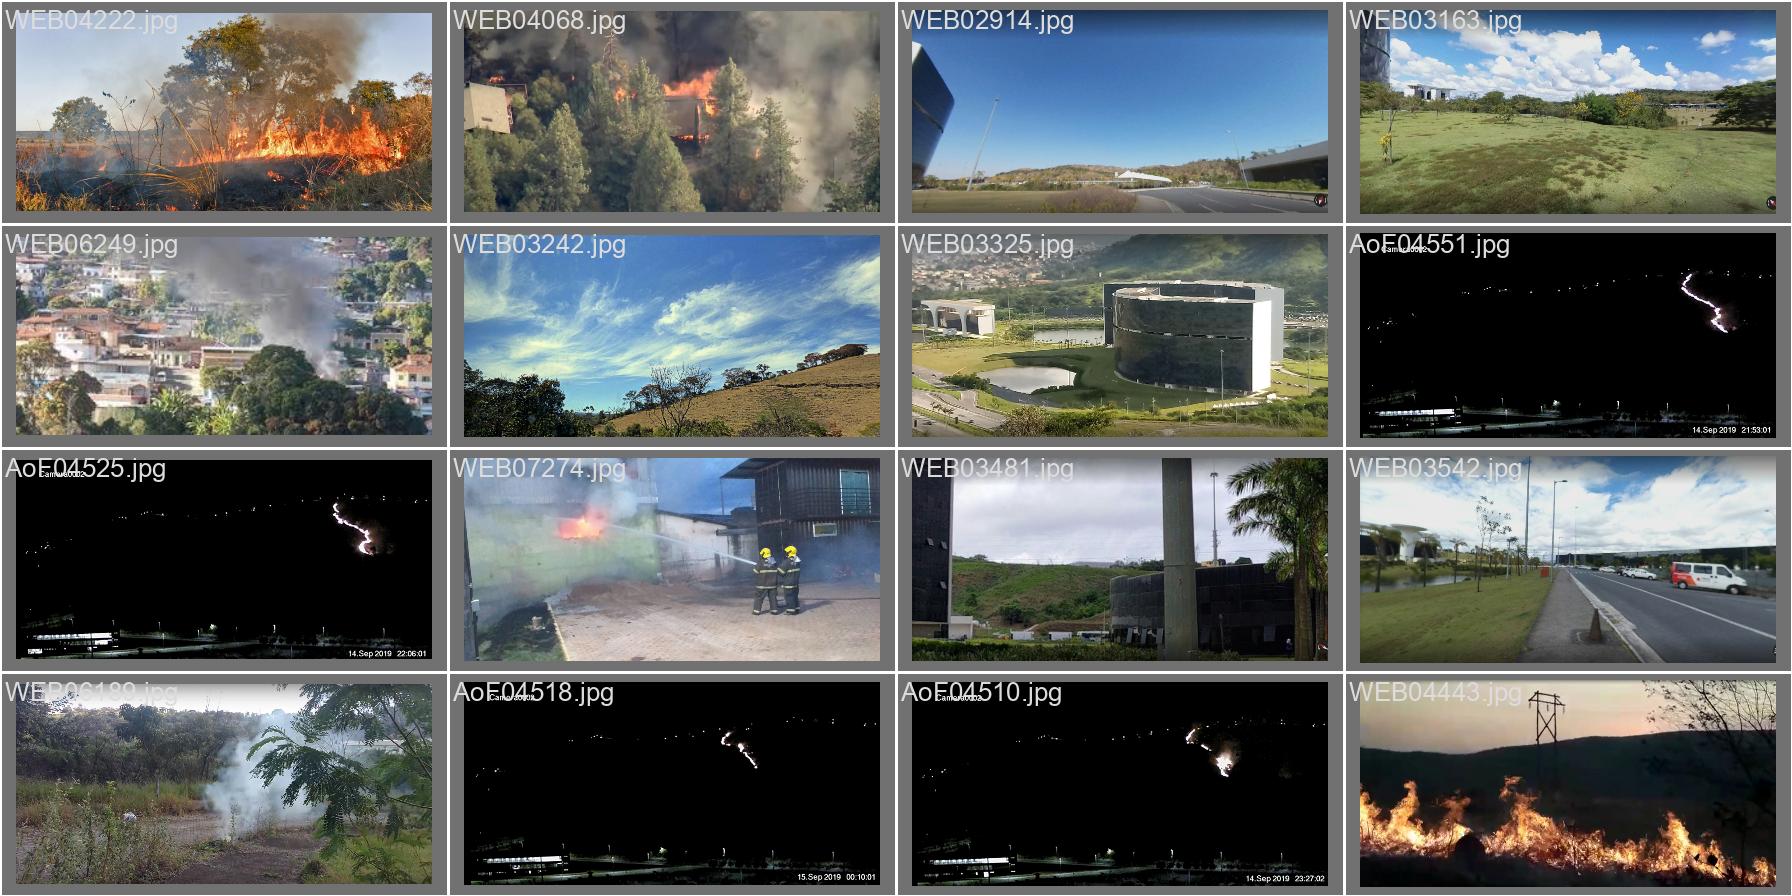 WEB04222.jpg
WEB04068.jpg
WEB02914.jpg
WEB03163.jpg
WEB06249.jpg
WEB03242.jpg
WEB03325.jpg
AoF04551.jpg
14.Sep 2019 21:53:01
AoF04525.jpg
14.Sep 2019 22:06:01
WEB07274.jpg
WEB03481.jpg
WEB03542.jpg
WEB06189.jpg
AoF04518.jpg
15.Sep 2019 00:10:01
AoF04510.jpg
14.Sep 2019 23:27:02
WEB04443.jpg